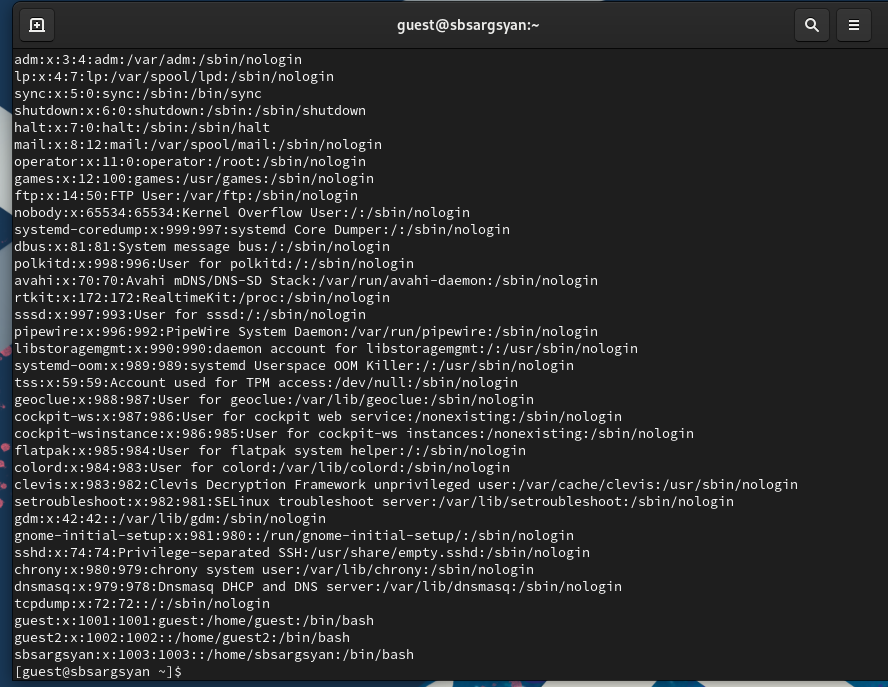 guest@sbsargsyan:~
adm:x:3:4:adm:/var/adm:/sbin/nologin
lp:x:4:7:lp:/var/spool/lpd:/sbin/nologin
sync:x:5:0:sync:/sbin:/bin/sync
shutdown:x:6:0:shutdown:/sbin:/sbin/shutdown
halt:x:7:0:halt:/sbin:/sbin/halt
mail:x:8:12:mail:/var/spool/mail:/sbin/nologin
operator:x:11:0:operator:/root:/sbin/nologin
games:x:12:100:games:/usr/games:/sbin/nologin
ftp:x:14:50:FTP User:/var/ftp:/sbin/nologin
nobody:x:65534:65534:Kernel Overflow User:/:/sbin/nologin
systemd-coredump:x:999:997:systemd Core Dumper:/:/sbin/nologin
dbus:x:81:81:System message bus:/:/sbin/nologin
polkitd:x:998:996:User for polkitd:/:/sbin/nologin
avahi:x:70:70:Avahi mDNS/DNS-SD Stack:/var/run/avahi-daemon:/sbin/nologin
rtkit:x:172:172:RealtimeKit:/proc:/sbin/nologin
sssd:x:997:993:User for sssd:/:/sbin/nologin
pipewire:x:996:992:PipeWire System Daemon:/var/run/pipewire:/sbin/nologin
libstoragemgmt:x:990:990:daemon account for libstoragemgmt:/:/usr/sbin/nologin
systemd-oom:x:989:989:systemd Userspace OOM Killer:/:/usr/sbin/nologin
tss:x:59:59:Account used for TPM access:/dev/null:/sbin/nologin
geoclue:x:988:987:User for geoclue:/var/lib/geoclue:/sbin/nologin
cockpit-ws:x:987:986:User for cockpit web service:/nonexisting:/sbin/nologin
cockpit-wsinstance:x:986:985:User for cockpit-ws instances:/nonexisting:/sbin/nologin
flatpak:x:985:984:User for flatpak system helper:/:/sbin/nologin
colord:x:984:983:User for colord:/var/lib/colord:/sbin/nologin
clevis:x:983:982:Clevis Decryption Framework unprivileged user:/var/cache/clevis:/usr/sbin/nologin
setroubleshoot:x:982:981:SELinux troubleshoot server:/var/lib/setroubleshoot:/sbin/nologin
gdm:x:42:42::/var/lib/gdm:/sbin/nologin
gnome-initial-setup:x:981:980::/run/gnome-initial-setup/:/sbin/nologin
sshd:x:74:74:Privilege-separated SSH:/usr/share/empty.sshd:/sbin/nologin
chrony:x:980:979:chrony system user:/var/lib/chrony:/sbin/nologin
dnsmasq:x:979:978:Dnsmasq DHCP and DNS server:/var/lib/dnsmasq:/sbin/nologin
tcpdump:x:72:72::/:/sbin/nologin
guest:x:1001:1001:guest:/home/guest:/bin/bash
guest2:x:1002:1002::/home/guest2:/bin/bash
sbsargsyan:x:1003:1003::/home/sbsargsyan:/bin/bash
[guest@sbsargsyan ~]$